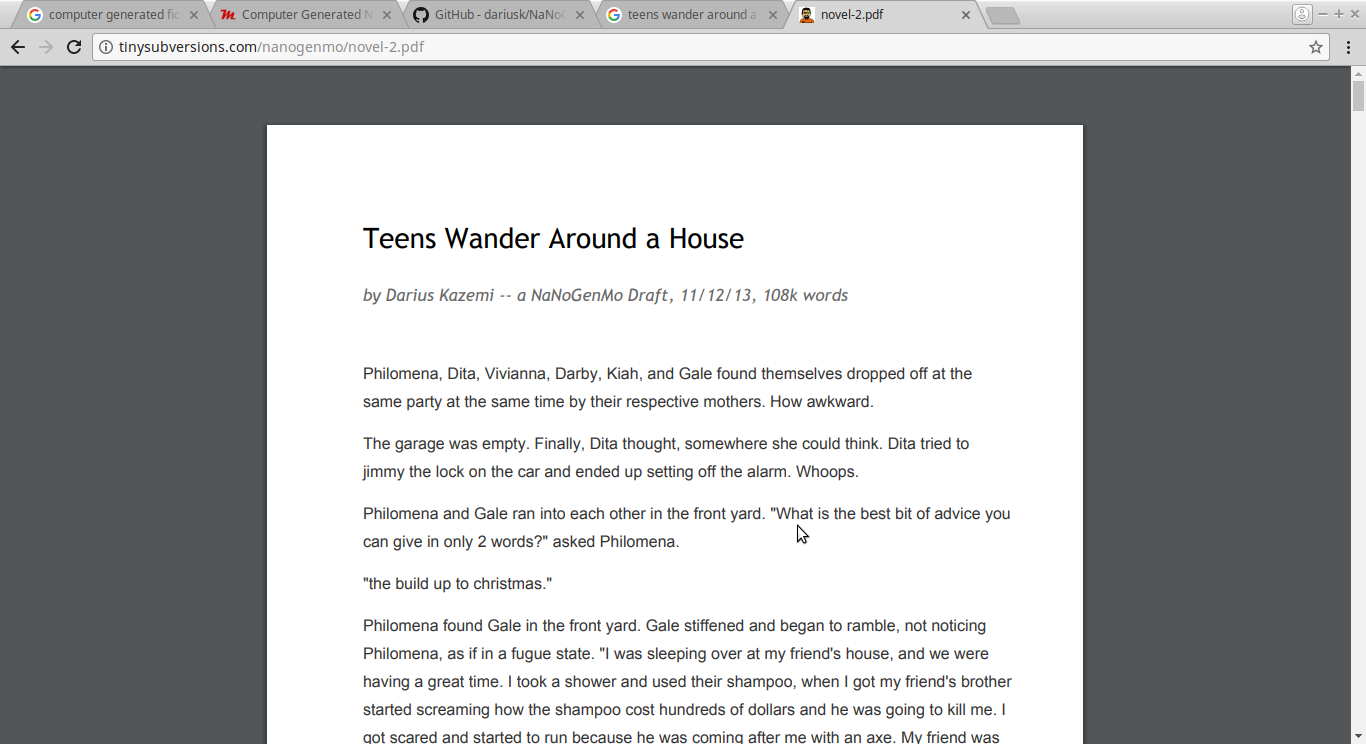 computer generated fic
Computer Generated N
GitHub - dariusk/NaNoG
teens wander around a
novel-2.pdf
tinysubversions.com/nanogenmo/novel-2.pdf
Teens Wander Around a House
by Darius Kazemi -- a NaNoGenMo Draft, 11/12/13, 108k words
Philomena, Dita, Vivianna, Darby, Kiah, and Gale found themselves dropped off at the
same party at the same time by their respective mothers. How awkward.
The garage was empty. Finally, Dita thought, somewhere she could think. Dita tried to
jimmy the lock on the car and ended up setting off the alarm. Whoops.
Philomena and Gale ran into each other in the front yard. "What is the best bit of advice you
can give in only 2 words?" asked Philomena.
"the build up to christmas."
Philomena found Gale in the front yard. Gale stiffened and began to ramble, not noticing
Philomena, as if in a fugue state. "I was sleeping over at my friend's house, and we were
having a great time. I took a shower and used their shampoo, when I got my friend's brother
started screaming how the shampoo cost hundreds of dollars and he was going to kill me. I
got scared and started to run because he was coming after me with an axe. My friend was